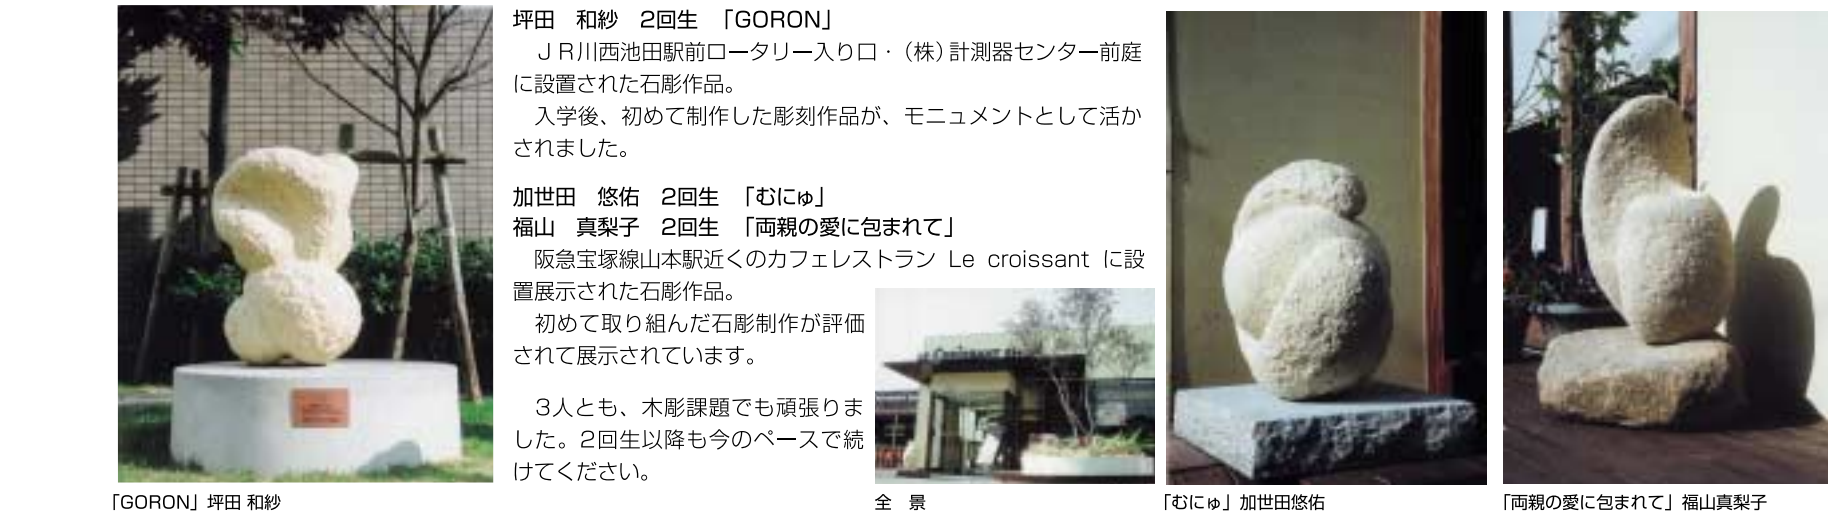 坪田　和紗　2回生　「GORON」
　ＪＲ川西池田駅前ロータリー入り口・（株）計測器センター前庭
に設置された石彫作品。
　入学後、初めて制作した彫刻作品が、モニュメントとして活か
されました。
加世田　悠佑　2回生　「むにゅ」
福山　真梨子　2回生　「両親の愛に包まれて」
　阪急宝塚線山本駅近くのカフェレストラン Le croissant に設
置展示された石彫作品。
　初めて取り組んだ石彫制作が評価
されて展示されています。
　3人とも、木彫課題でも頑張りま
した。2回生以降も今のペースで続
けてください。
「GORON」坪田 和紗
全　景
「むにゅ」加世田悠佑
「両親の愛に包まれて」福山真梨子